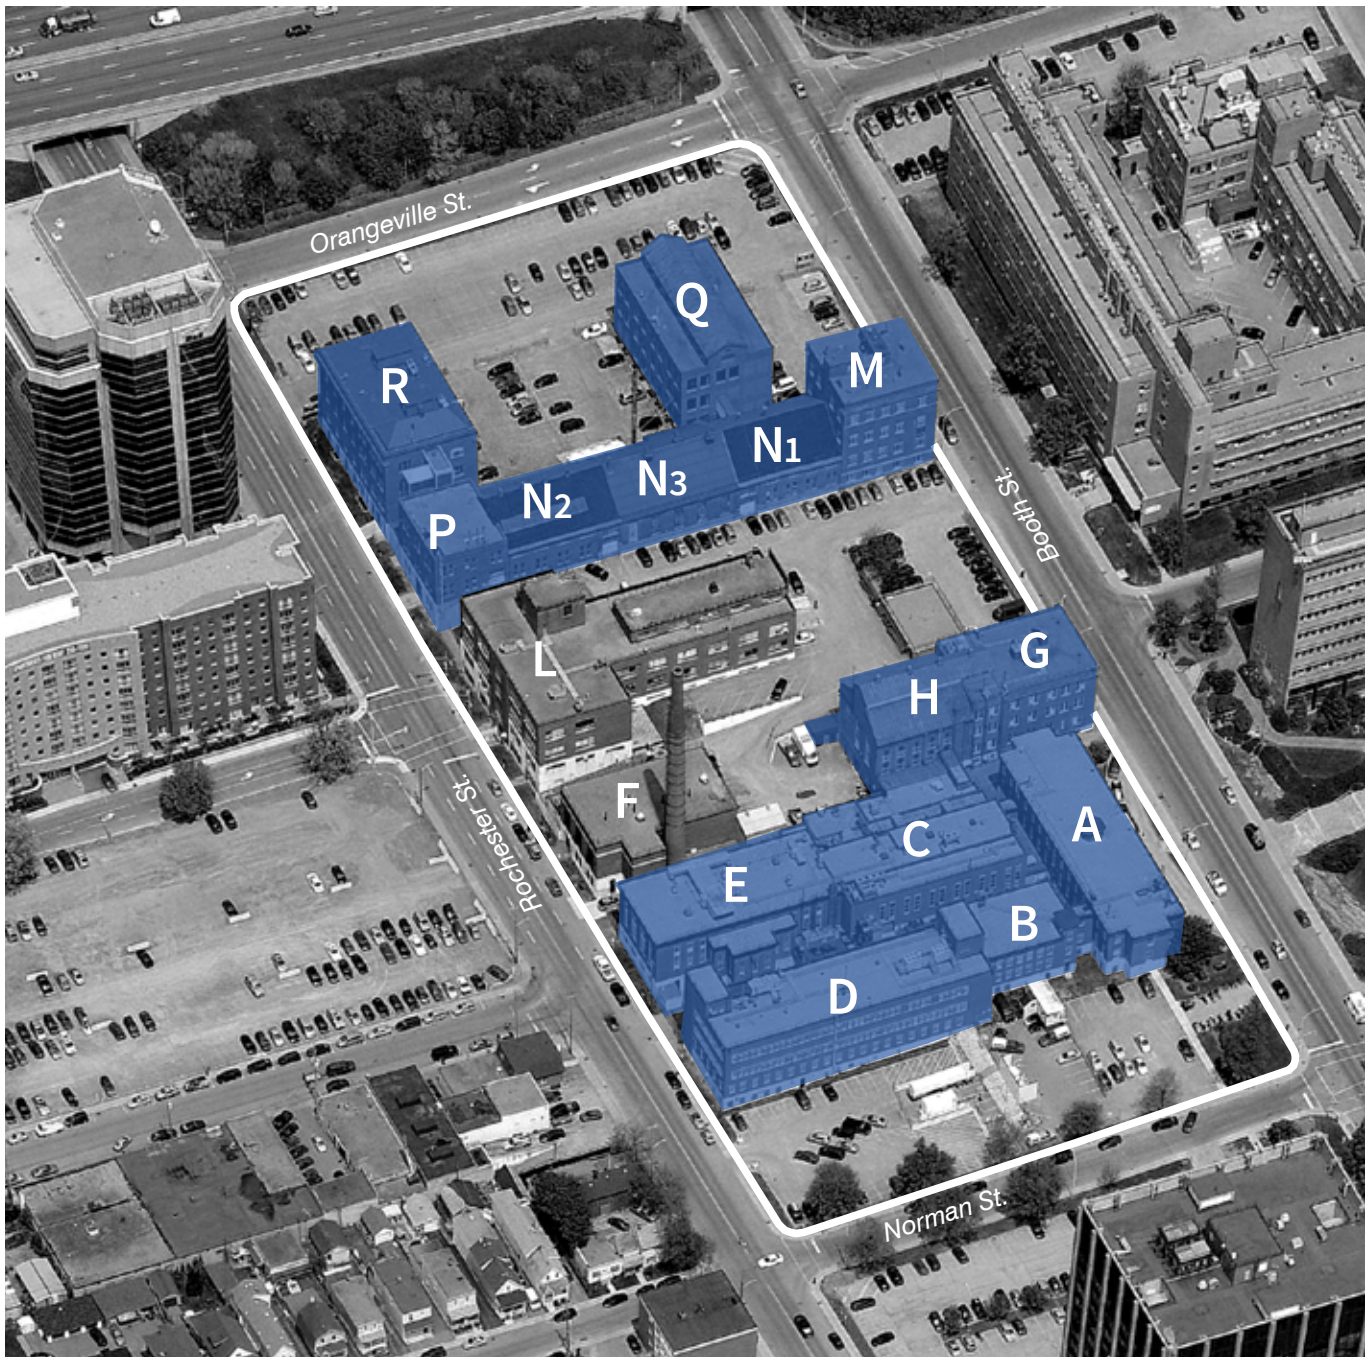 Orangeville St.
Q
M
R
N1
N3
N2
P
Booth St.
L
G
H
F
Rochester St.
A
C
E
B
D
Norman St.